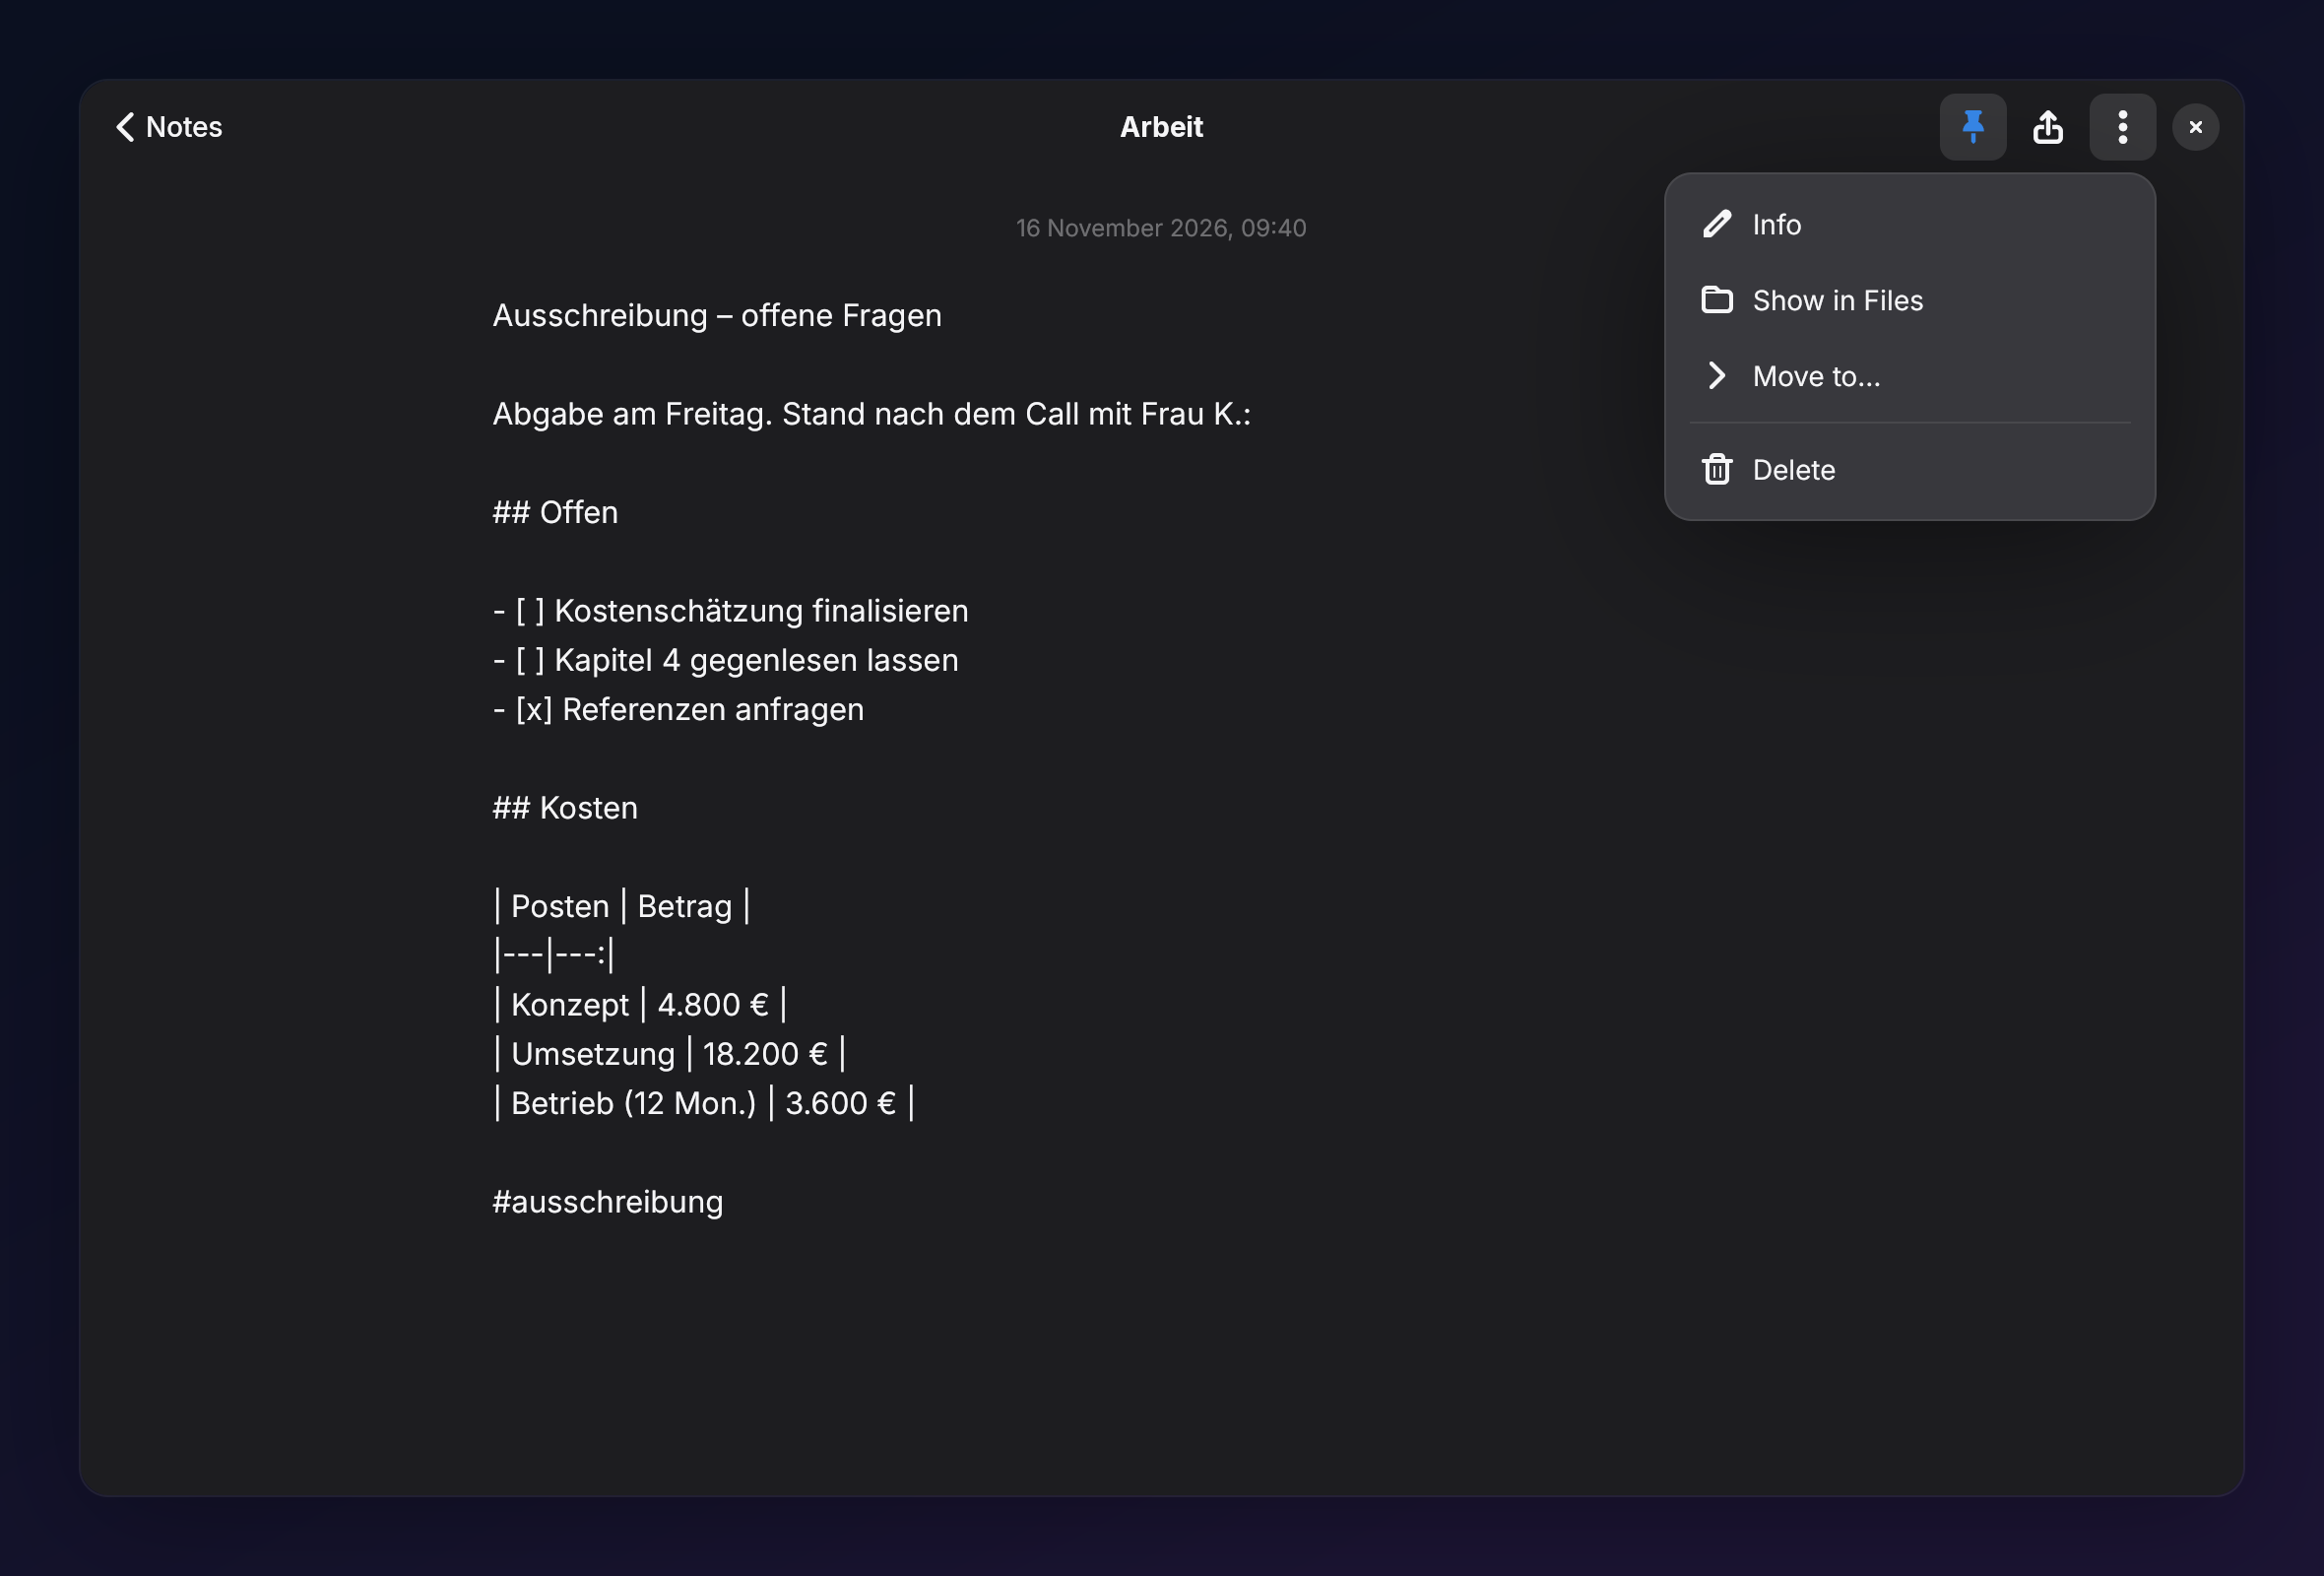 Notes
Arbeit
16 November 2026, 09:40
Info
Show in Files
Move to...
Delete
Ausschreibung – offene Fragen
Abgabe am Freitag. Stand nach dem Call mit Frau K.:
## Offen
- [ ] Kostenschätzung finalisieren
- [ ] Kapitel 4 gegenlesen lassen
- [x] Referenzen anfragen
## Kosten
| Posten | Betrag |
|---|---:|
| Konzept | 4.800 € |
| Umsetzung | 18.200 € |
| Betrieb (12 Mon.) | 3.600 € |
#ausschreibung